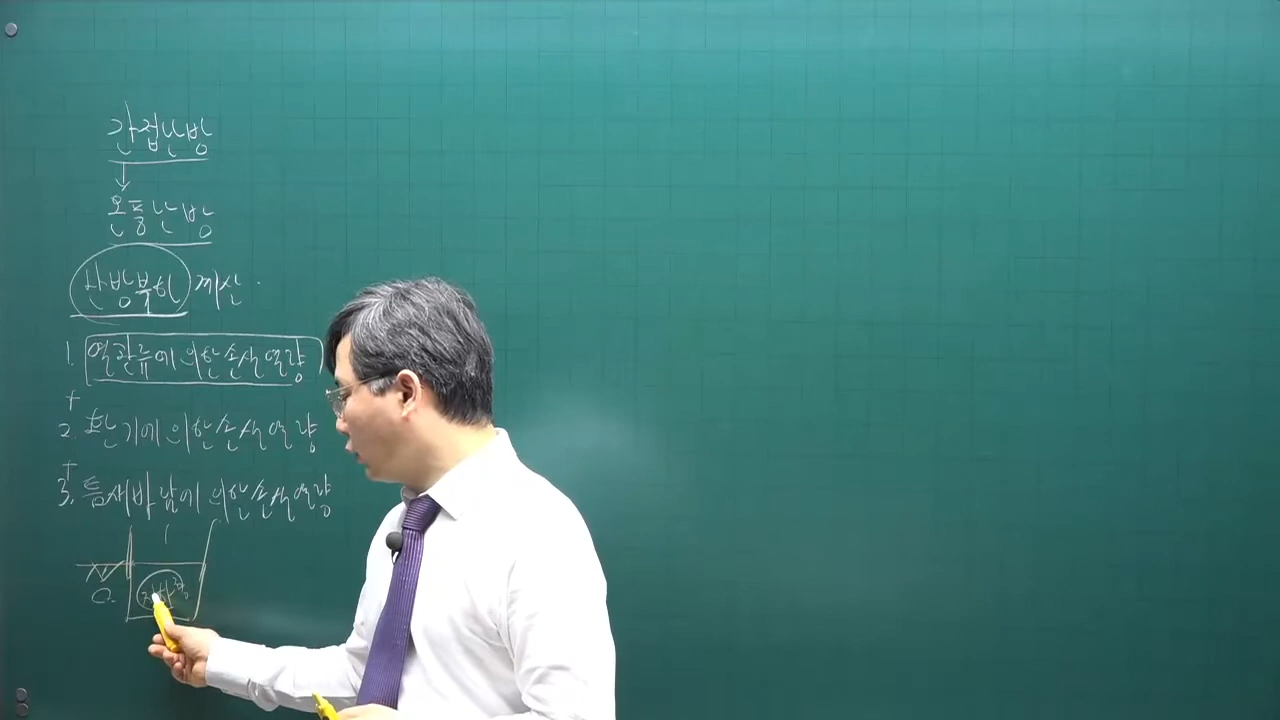 간접난방
↓
온풍난방
난방부하 계산.
1. 열관류에 의한 손실열량
+
2. 환기에 의한 손실열량
+
3. 틈새바람에 의한 손실열량